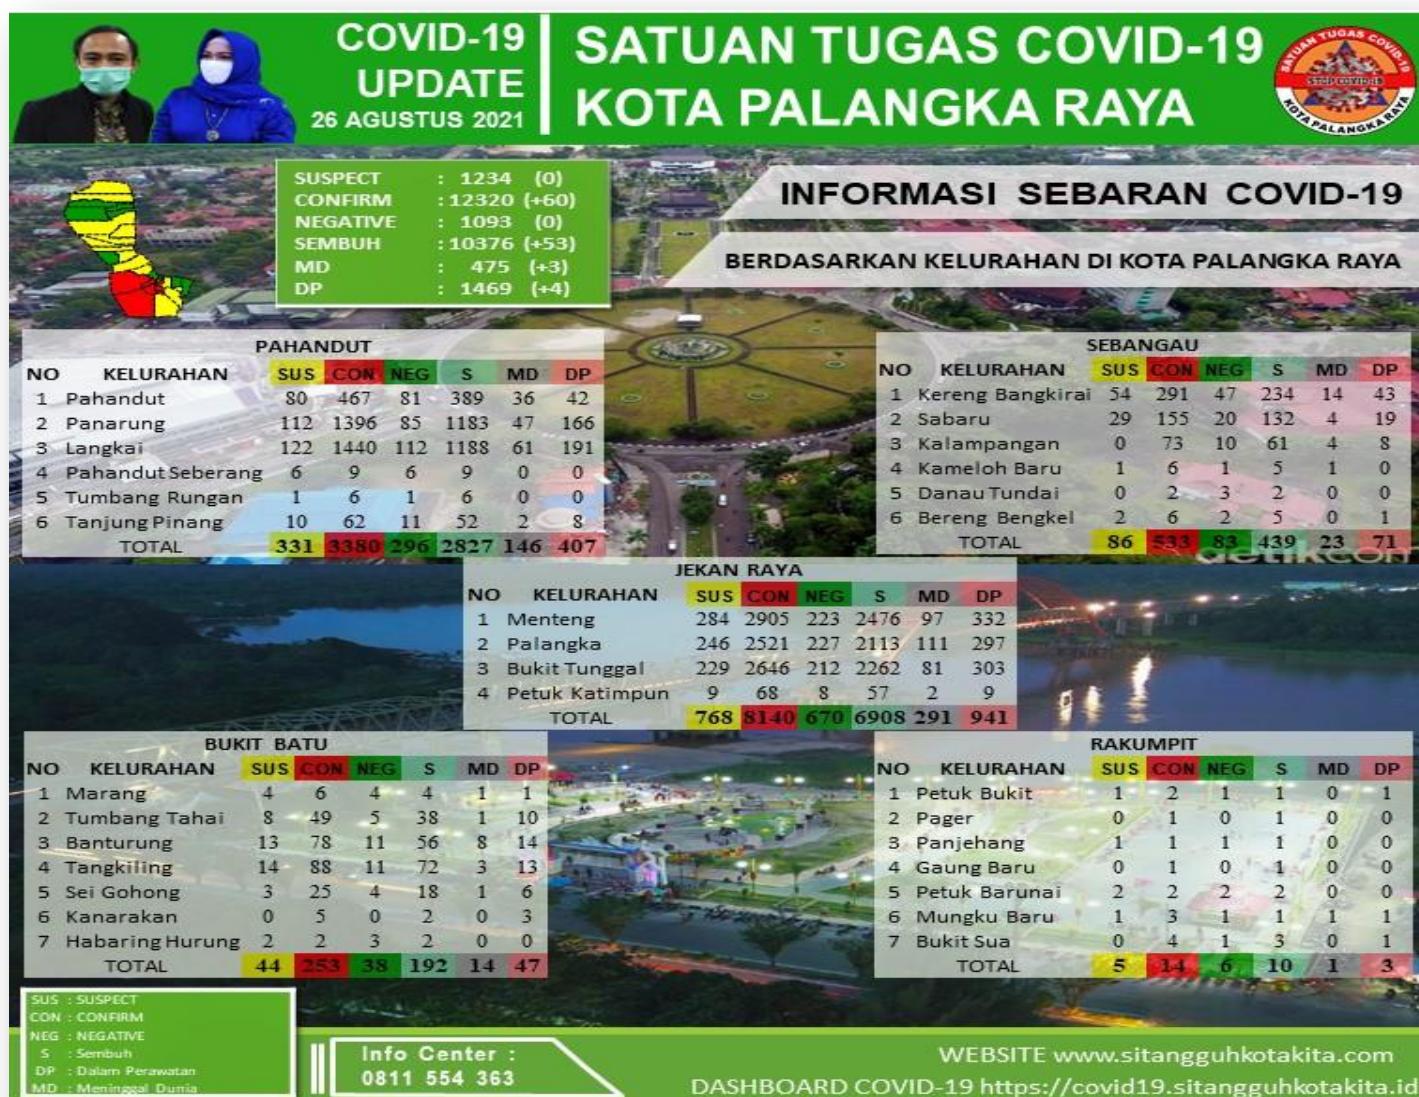 COVID-19
UPDATE
26 AGUSTUS 2021
SATUAN TUGAS COVID-19
KOTA PALANGKA RAYA
SATUAN TUGAS COVID-19
STOP COVID-19
KOTA PALANGKA RAYA
SUSPECT : 1234 (0)
CONFIRM : 12320 (+60)
NEGATIVE : 1093 (0)
SEMBUH : 10376 (+53)
MD : 475 (+3)
DP : 1469 (+4)
INFORMASI SEBARAN COVID-19
BERDASARKAN KELURAHAN DI KOTA PALANGKA RAYA
PAHANDUT
NO KELURAHAN SUS CON NEG S MD DP
1 Pahandut 80 467 81 389 36 42
2 Panarung 112 1396 85 1183 47 166
3 Langkai 122 1440 112 1188 61 191
4 Pahandut Seberang 6 9 6 9 0 0
5 Tumbang Rungan 1 6 1 6 0 0
6 Tanjung Pinang 10 62 11 52 2 8
TOTAL 331 3380 296 2827 146 407
SEBANGAU
NO KELURAHAN SUS CON NEG S MD DP
1 Kereng Bangkirai 54 291 47 234 14 43
2 Sabaru 29 155 20 132 4 19
3 Kalampangan 0 73 10 61 4 8
4 Kameloh Baru 1 6 1 5 1 0
5 Danau Tundai 0 2 3 2 0 0
6 Bereng Bengkel 2 6 2 5 0 1
TOTAL 86 533 83 439 23 71
detikcom
JEKAN RAYA
NO KELURAHAN SUS CON NEG S MD DP
1 Menteng 284 2905 223 2476 97 332
2 Palangka 246 2521 227 2113 111 297
3 Bukit Tunggal 229 2646 212 2262 81 303
4 Petuk Katimpun 9 68 8 57 2 9
TOTAL 768 8140 670 6908 291 941
BUKIT BATU
NO KELURAHAN SUS CON NEG S MD DP
1 Marang 4 6 4 4 1 1
2 Tumbang Tahai 8 49 5 38 1 10
3 Banturung 13 78 11 56 8 14
4 Tangkiling 14 88 11 72 3 13
5 Sei Gohong 3 25 4 18 1 6
6 Kanarakan 0 5 0 2 0 3
7 Habaring Hurung 2 2 3 2 0 0
TOTAL 44 253 38 192 14 47
RAKUMPIT
NO KELURAHAN SUS CON NEG S MD DP
1 Petuk Bukit 1 2 1 1 0 1
2 Pager 0 1 0 1 0 0
3 Panjehang 1 1 1 1 0 0
4 Gaung Baru 0 1 0 1 0 0
5 Petuk Barunai 2 2 2 2 0 0
6 Mungku Baru 1 3 1 1 1 1
7 Bukit Sua 0 4 1 3 0 1
TOTAL 5 14 6 10 1 3
SUS : SUSPECT
CON : CONFIRM
NEG : NEGATIVE
S : Sembuh
DP : Dalam Perawatan
MD : Meninggal Dunia
Info Center :
0811 554 363
WEBSITE www.sitangguhkotakita.com
DASHBOARD COVID-19 https://covid19.sitangguhkotakita.id